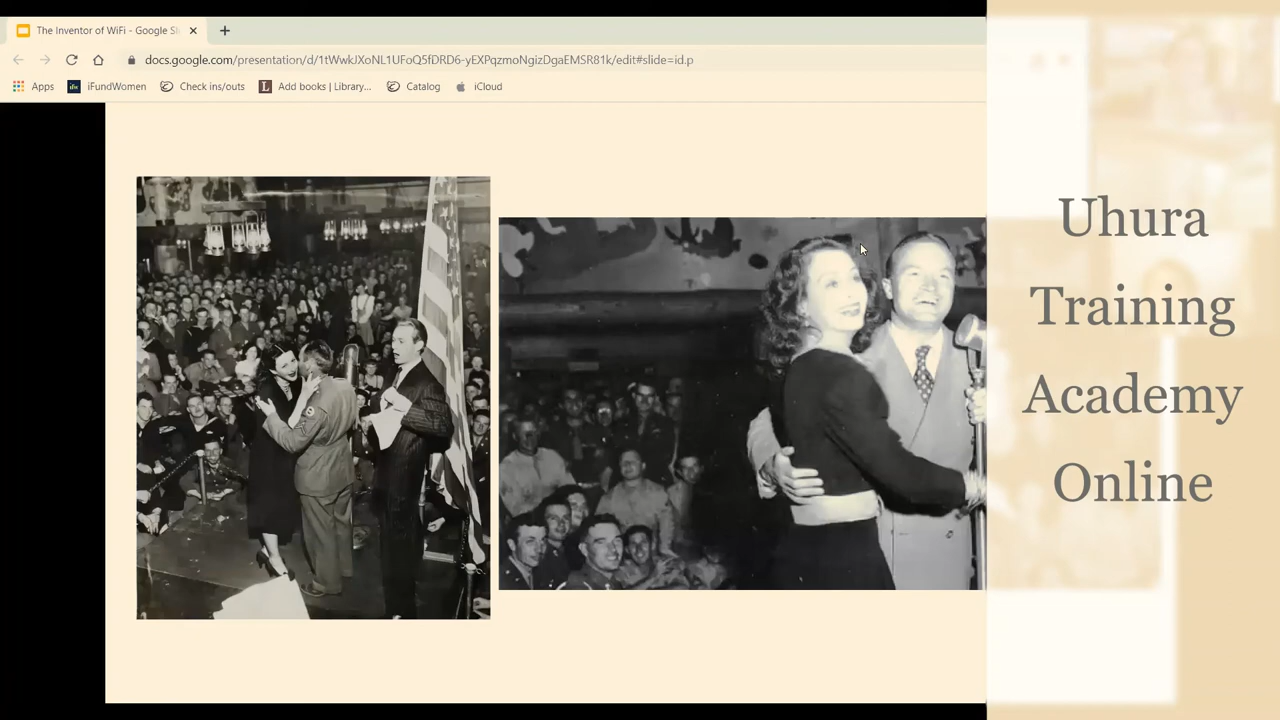 The Inventor of WiFi - Google Sl
docs.google.com/presentation/d/1tWwkJXoNL1UFoQ5fDRD6-yEXPqzmoNgizDgaEMSR81k/edit#slide=id.p
Apps
iFundWomen
Check ins/outs
Add books | Library...
Catalog
iCloud
Uhura
Training
Academy
Online